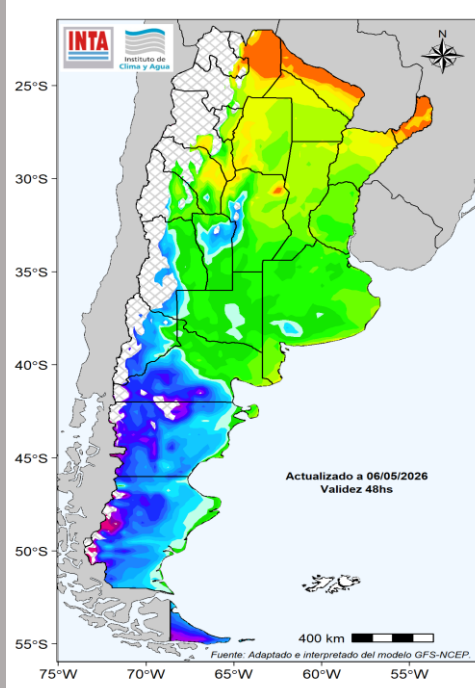 INTA
Instituto de
Clima y Agua
N
25°S
30°S
35°S
40°S
45°S
50°S
55°S
Actualizado a 06/05/2026
Validez 48hs
400 km
Fuente: Adaptado e interpretado del modelo GFS-NCEP.
75°W
70°W
65°W
60°W
55°W